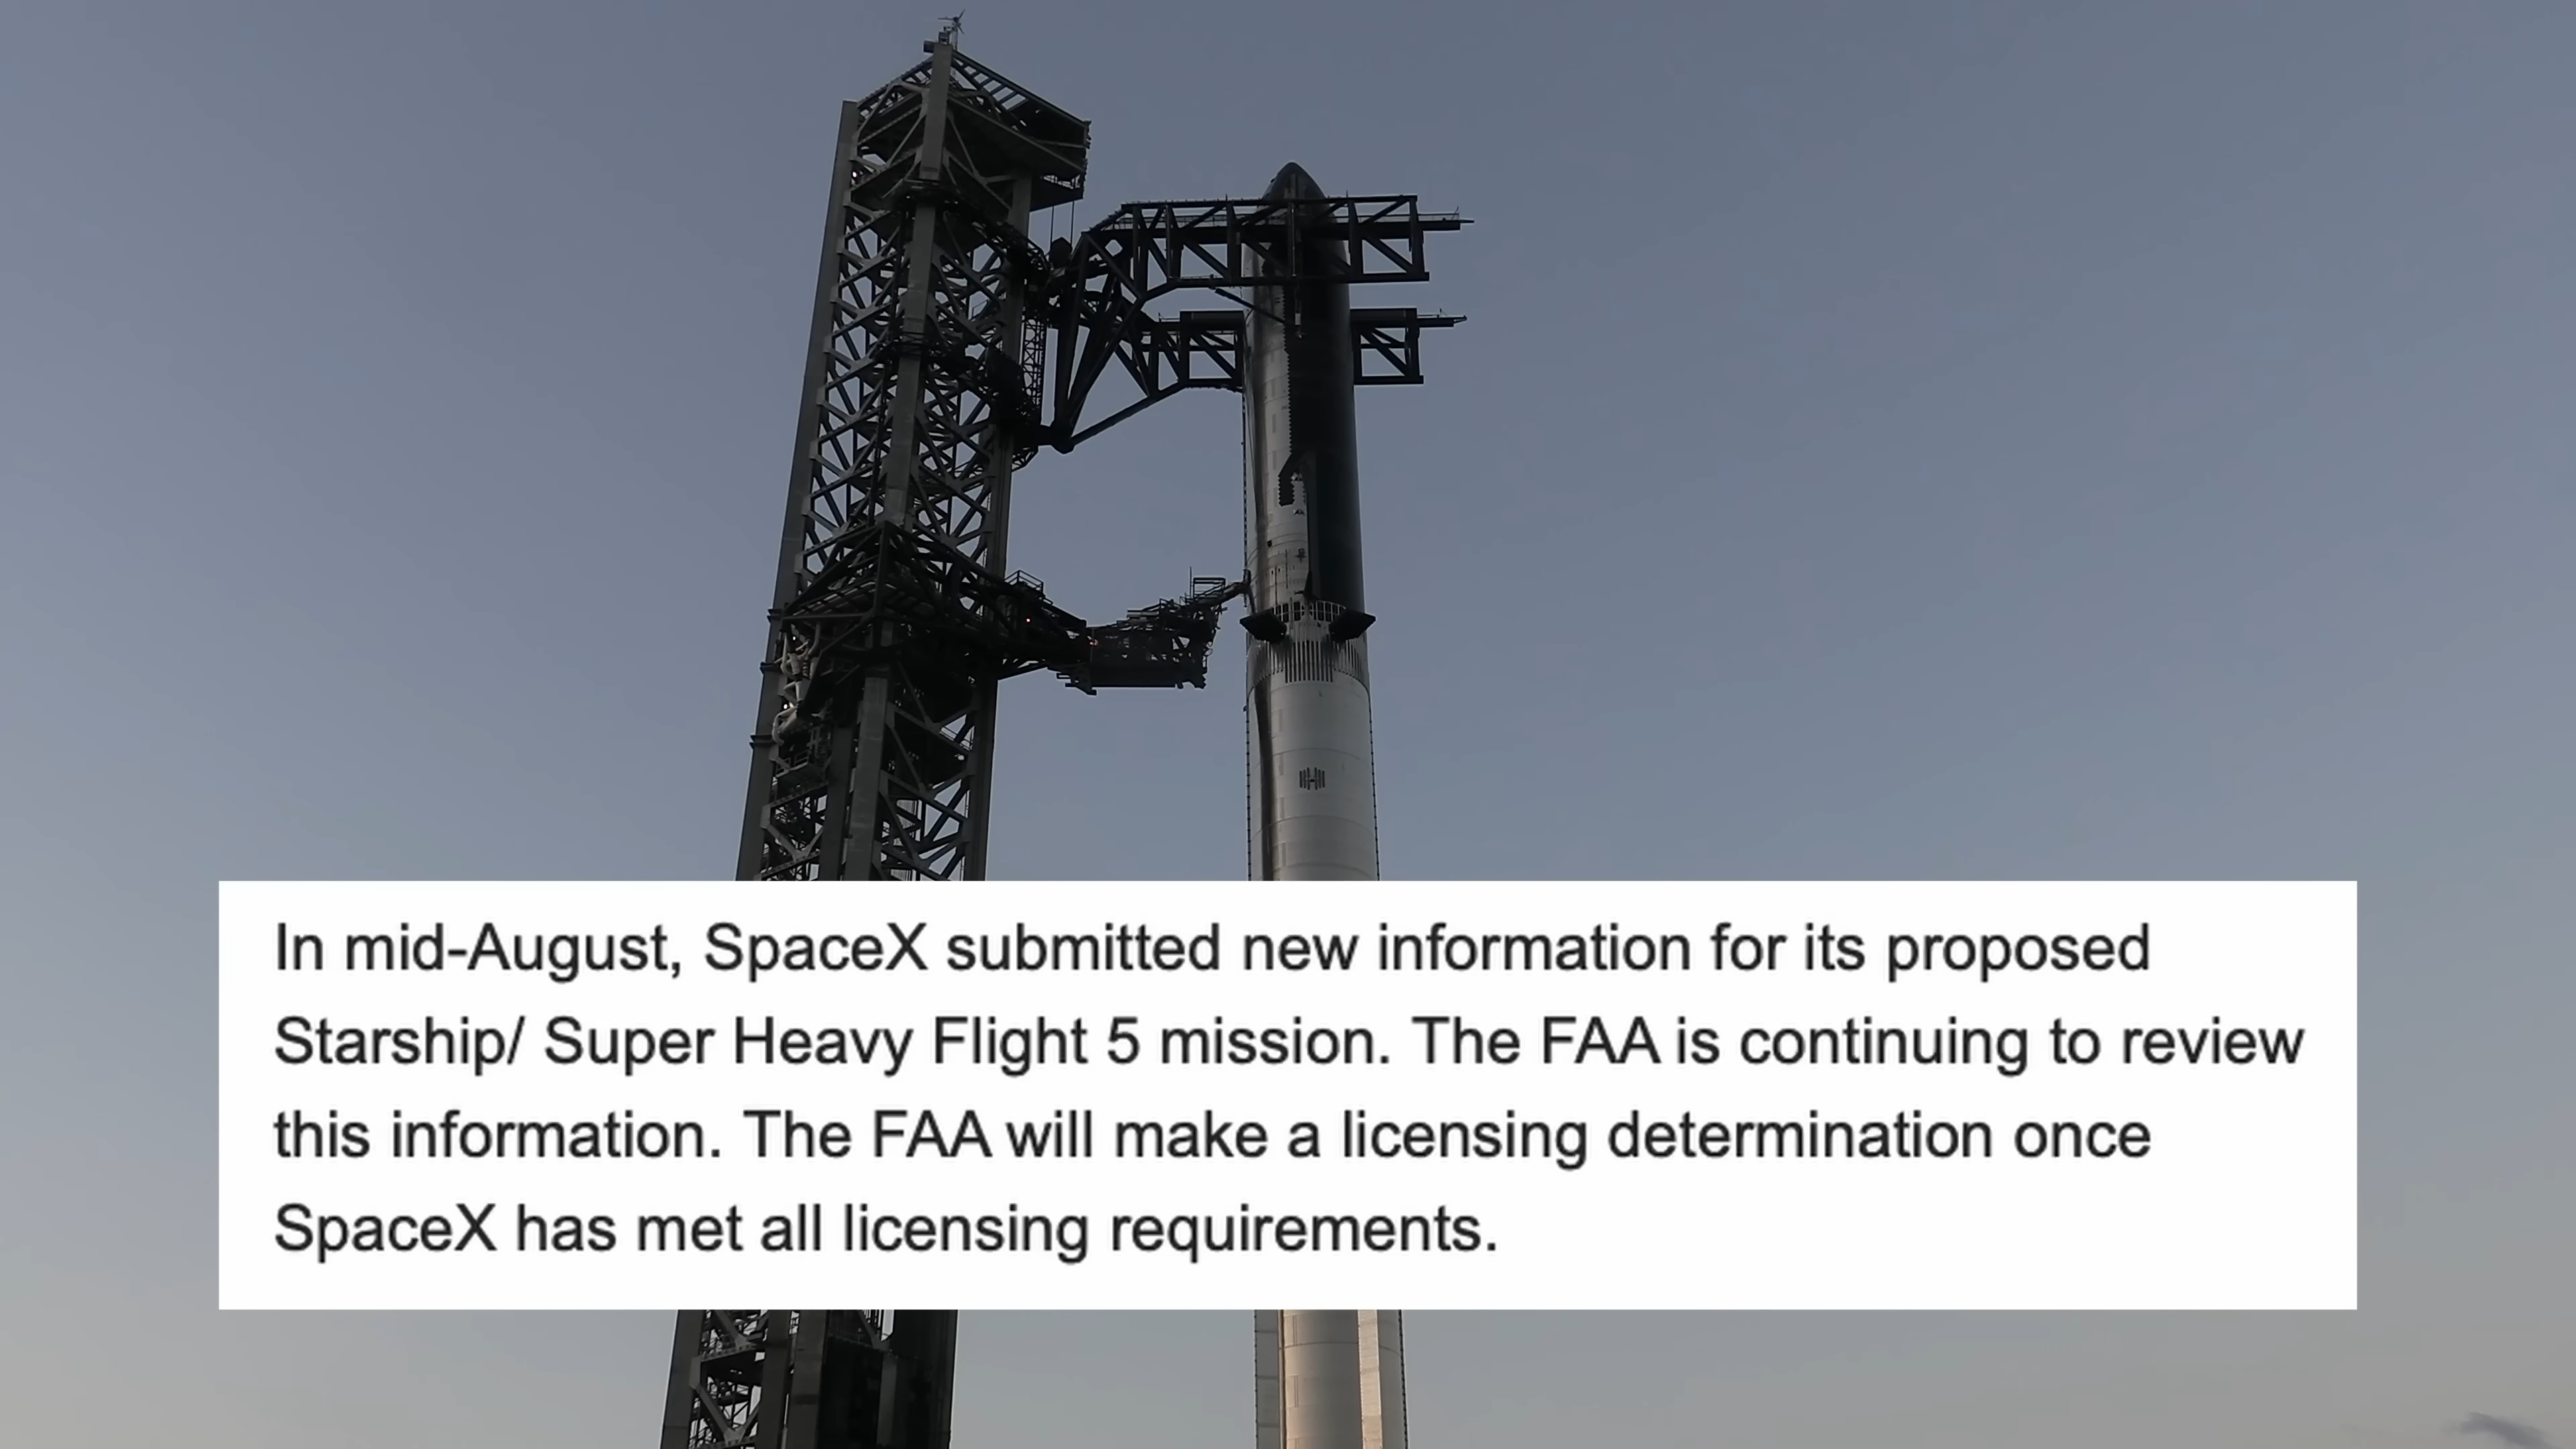 In mid-August, SpaceX submitted new information for its proposed
Starship/ Super Heavy Flight 5 mission. The FAA is continuing to review
this information. The FAA will make a licensing determination once
SpaceX has met all licensing requirements.